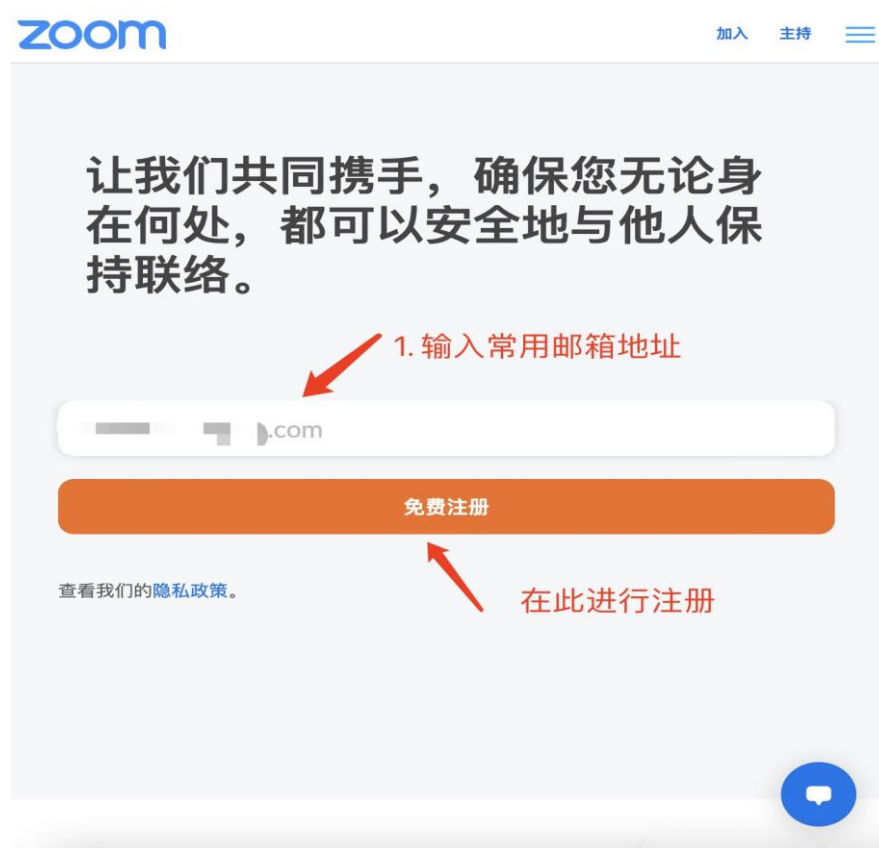 zoom
加入 主持
让我们共同携手，确保您无论身
在何处，都可以安全地与他人保
持联络。
1. 输入常用邮箱地址
.com
免费注册
查看我们的隐私政策。
在此进行注册